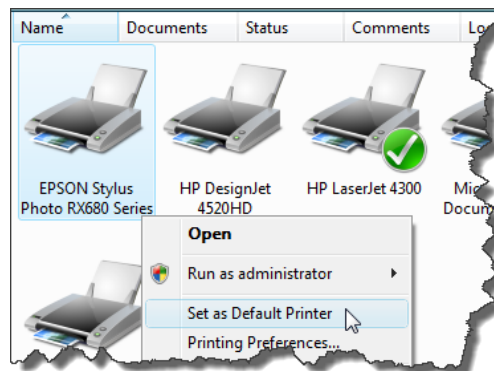 Name Documents Status Comments
EPSON Stylus
Photo RX680 Series
HP DesignJet
4520HD
HP LaserJet 4300
Open
Run as administrator
Set as Default Printer
Printing Preferences...